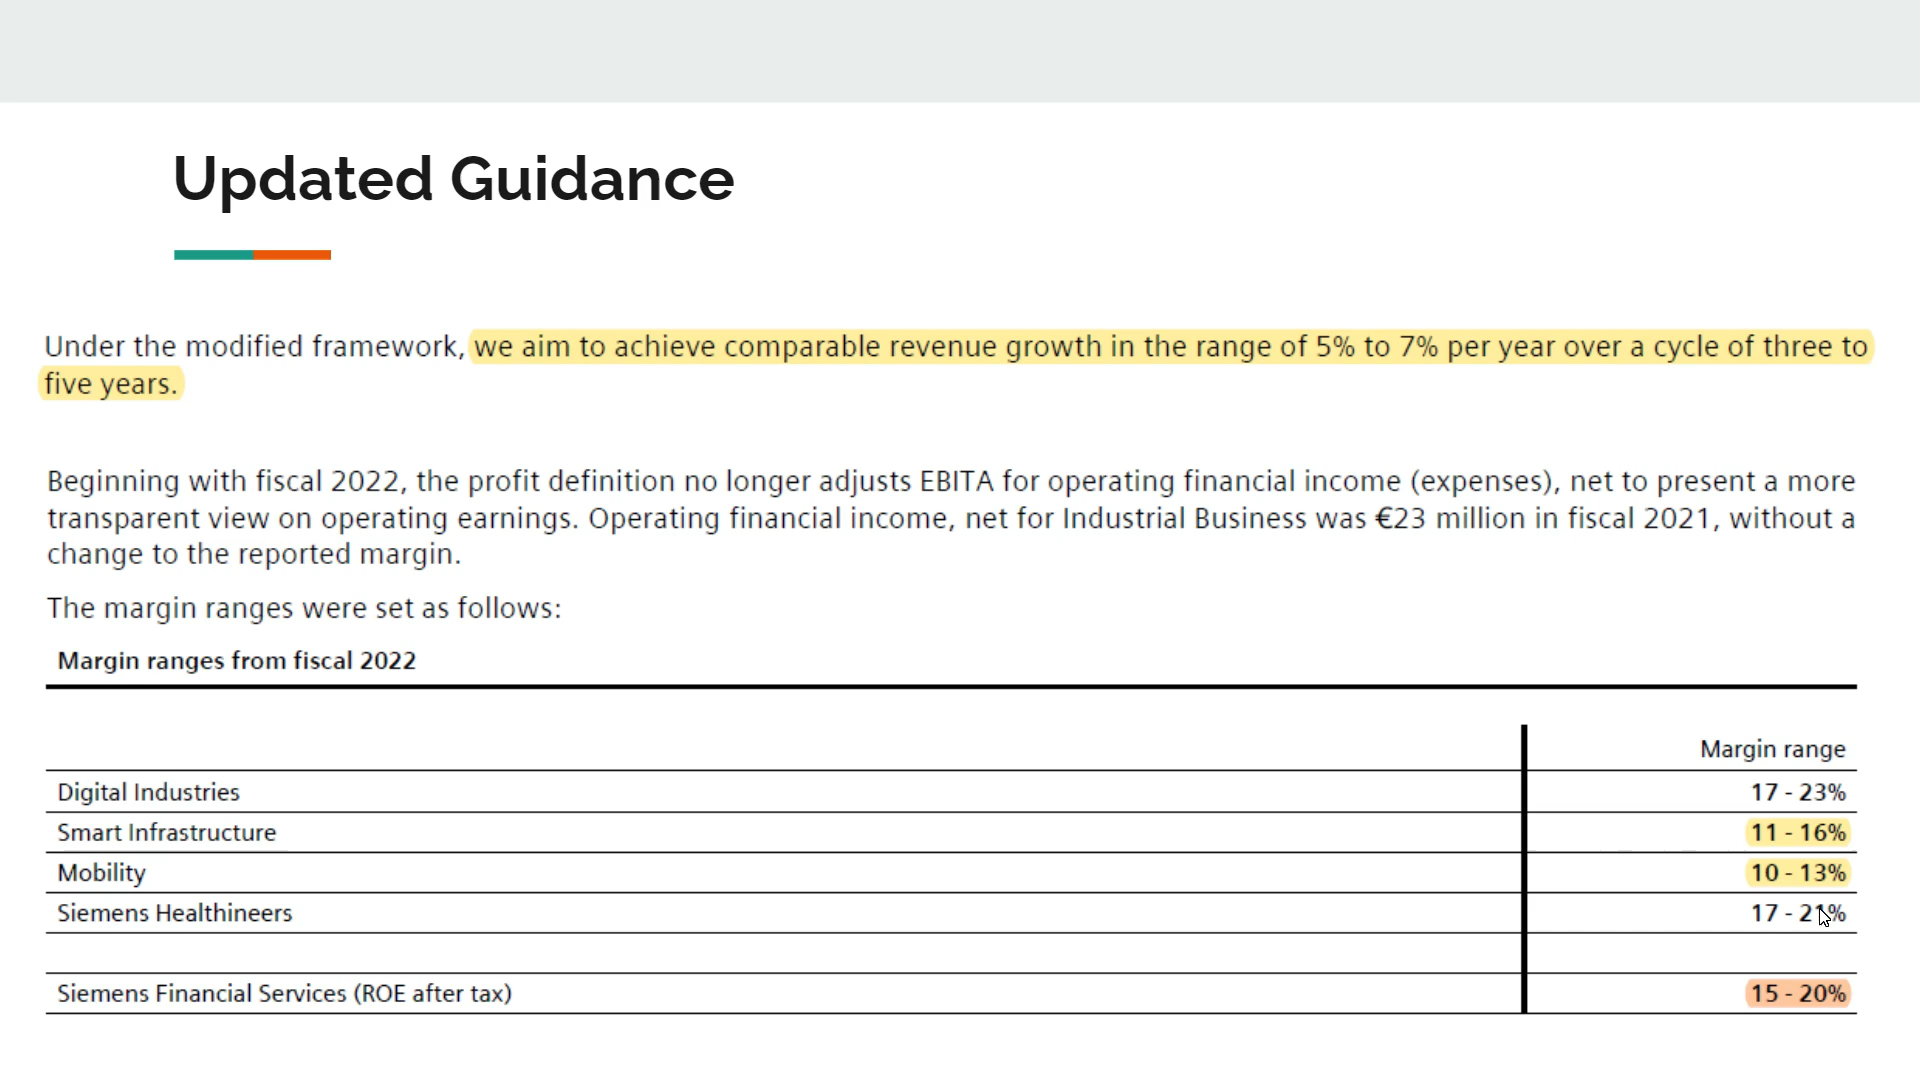 Updated Guidance
Under the modified framework, we aim to achieve comparable revenue growth in the range of 5% to 7% per year over a cycle of three to
five years.
Beginning with fiscal 2022, the profit definition no longer adjusts EBITA for operating financial income (expenses), net to present a more
transparent view on operating earnings. Operating financial income, net for Industrial Business was €23 million in fiscal 2021, without a
change to the reported margin.
The margin ranges were set as follows:
Margin ranges from fiscal 2022
Margin range
Digital Industries 17 - 23%
Smart Infrastructure 11 - 16%
Mobility 10 - 13%
Siemens Healthineers 17 - 21%
Siemens Financial Services (ROE after tax) 15 - 20%